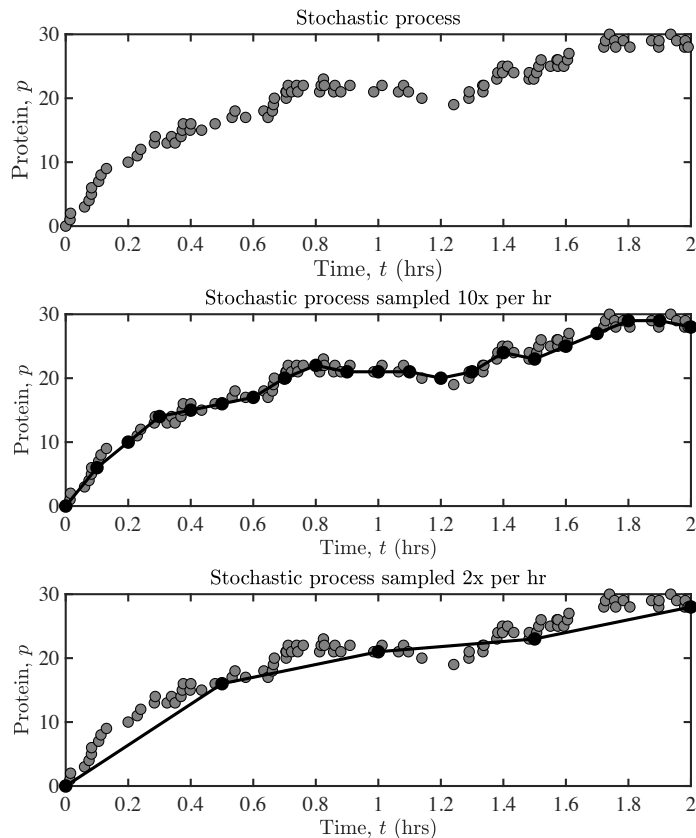 Stochastic process
30
20
10
0
Protein, p
0 0.2 0.4 0.6 0.8 1 1.2 1.4 1.6 1.8 2
Time, t (hrs)
Stochastic process sampled 10x per hr
30
20
10
0
Protein, p
0 0.2 0.4 0.6 0.8 1 1.2 1.4 1.6 1.8 2
Time, t (hrs)
Stochastic process sampled 2x per hr
30
20
10
0
Protein, p
0 0.2 0.4 0.6 0.8 1 1.2 1.4 1.6 1.8 2
Time, t (hrs)